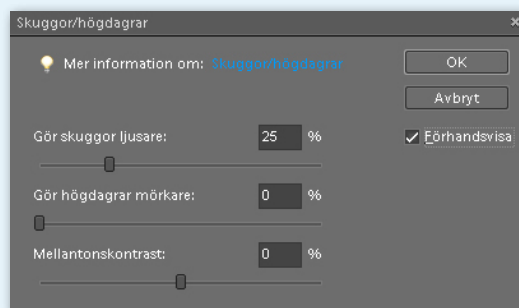 Skuggor/högdagrar
Mer information om: Skuggor/högdagrar
OK
Avbryt
Förhandsvisa
Gör skuggor ljusare: 25 %
Gör högdagrar mörkare: 0 %
Mellantonskontrast: 0 %